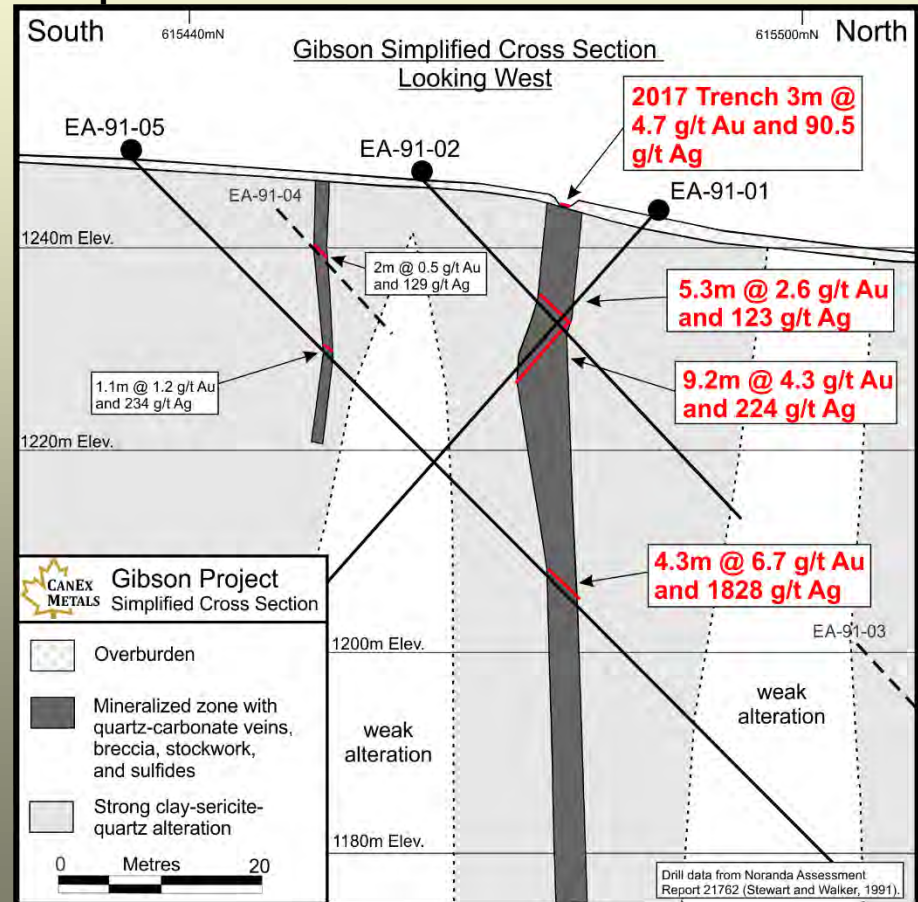 South
615440mN
615500mN
North
Gibson Simplified Cross Section
Looking West
2017 Trench 3m @
4.7 g/t Au and 90.5
g/t Ag
EA-91-05
EA-91-02
EA-91-01
EA-91-04
1240m Elev.
2m @ 0.5 g/t Au
and 129 g/t Ag
5.3m @ 2.6 g/t Au
and 123 g/t Ag
1.1m @ 1.2 g/t Au
and 234 g/t Ag
9.2m @ 4.3 g/t Au
and 224 g/t Ag
1220m Elev.
4.3m @ 6.7 g/t Au
and 1828 g/t Ag
EA-91-03
1200m Elev.
weak
alteration
weak
alteration
1180m Elev.
CANEX
METALS
Gibson Project
Simplified Cross Section
Overburden
Mineralized zone with
quartz-carbonate veins,
breccia, stockwork,
and sulfides
Strong clay-sericite-
quartz alteration
0 Metres 20
Drill data from Noranda Assessment
Report 21762 (Stewart and Walker, 1991).